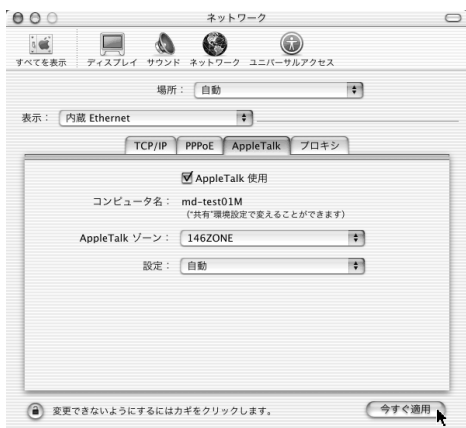 ネットワーク
すべてを表示 ディスプレイ サウンド ネットワーク ユニバーサルアクセス
場所： 自動
表示： 内蔵 Ethernet
TCP/IP PPPoE AppleTalk プロキシ
AppleTalk 使用
コンピュータ名： md-test01M
（“共有”環境設定で変えることができます）
AppleTalk ゾーン： 146ZONE
設定： 自動
変更できないようにするにはカギをクリックします。 今すぐ適用